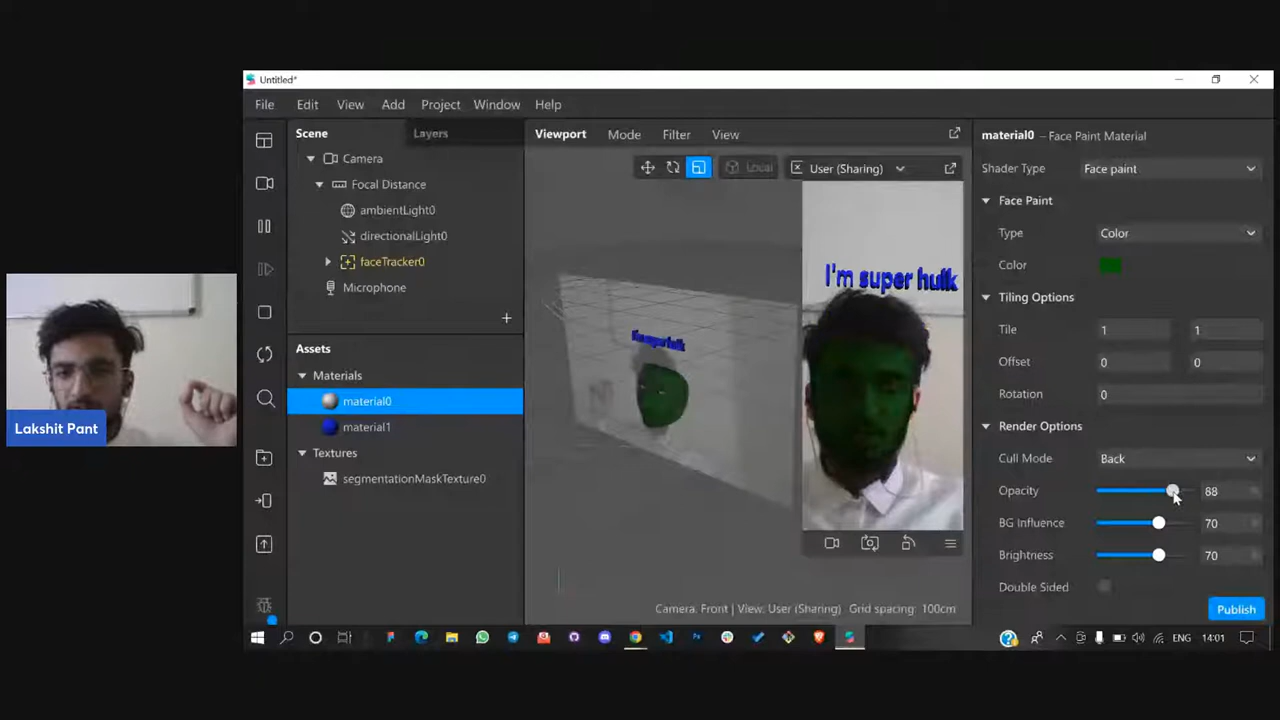 Untitled*
File Edit View Add Project Window Help
Scene Layers
Camera
Focal Distance
ambientLight0
directionalLight0
faceTracker0
Microphone
Assets
Materials
material0
material1
Textures
segmentationMaskTexture0
Viewport Mode Filter View
Local User (Sharing)
I'm super hulk
I'm super hulk
Camera. Front | View: User (Sharing) Grid spacing: 100cm
material0 – Face Paint Material
Shader Type Face paint
Face Paint
Type Color
Color
Tiling Options
Tile 1 1
Offset 0 0
Rotation 0
Render Options
Cull Mode Back
Opacity 88
BG Influence 70
Brightness 70
Double Sided
Publish
Lakshit Pant
ENG 14:01